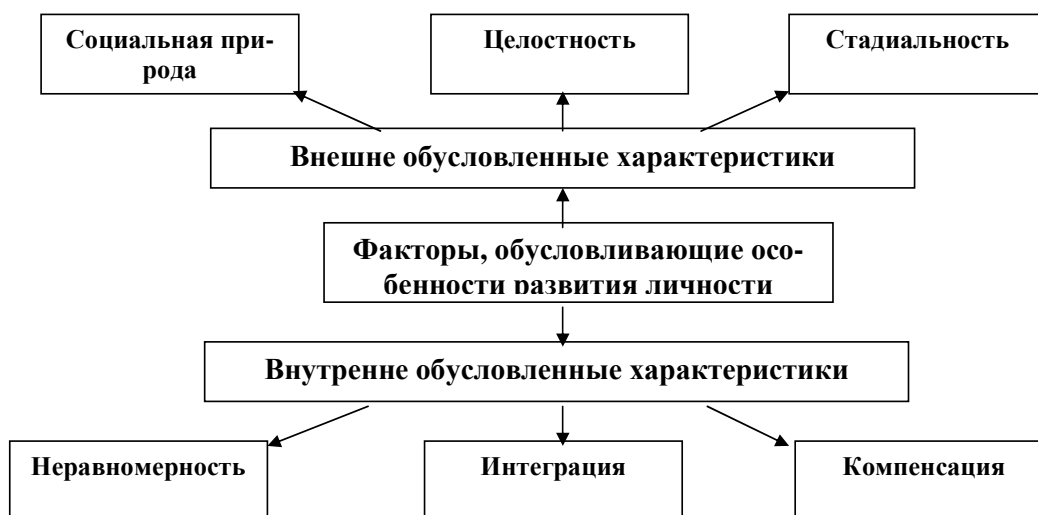 Социальная при-
рода
Целостность
Стадиальность
Внешне обусловленные характеристики
Факторы, обусловливающие осо-
бенности развития личности
Внутренне обусловленные характеристики
Неравномерность
Интеграция
Компенсация